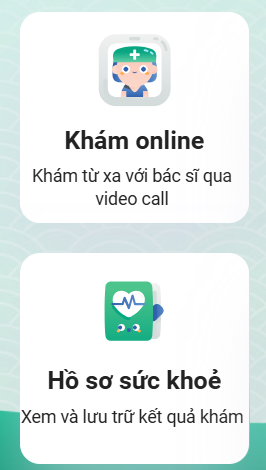 Khám online
Khám từ xa với bác sĩ qua
video call
Hồ sơ sức khoẻ
Xem và lưu trữ kết quả khám